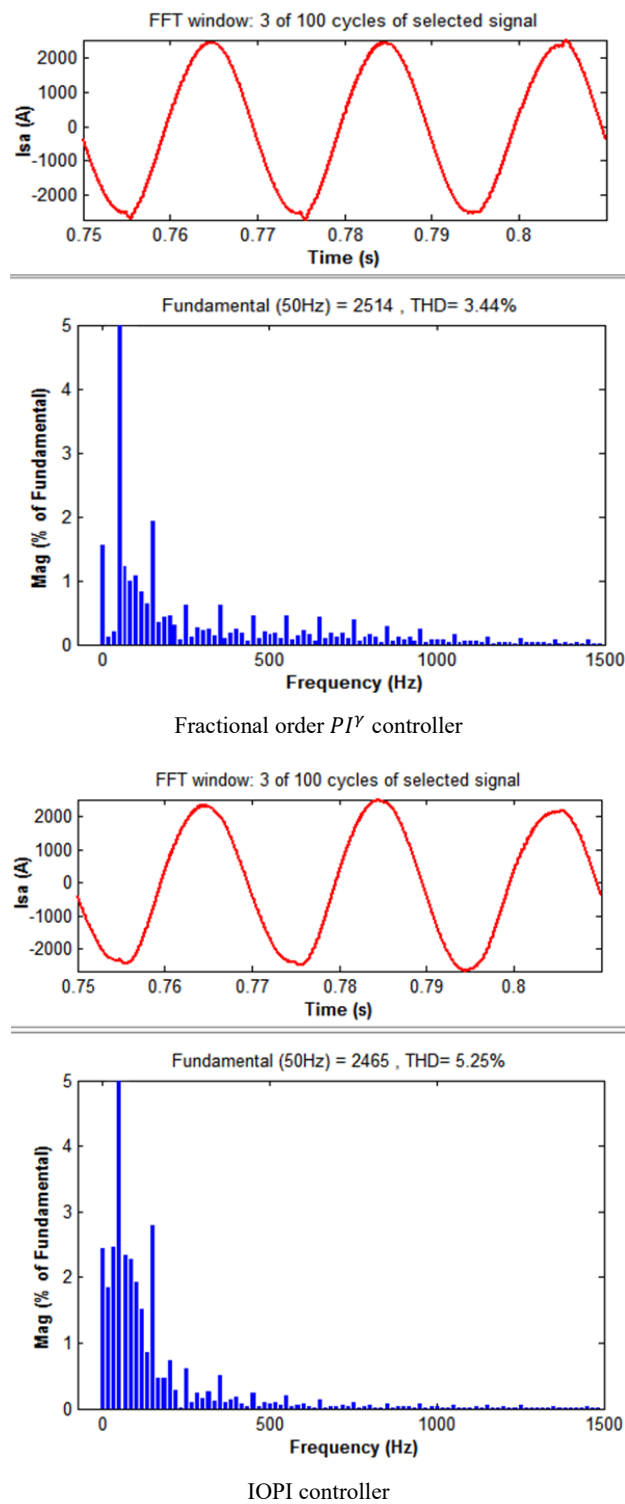 FFT window: 3 of 100 cycles of selected signal
2000
1000
0
-1000
-2000
Isa (A)
0.75 0.76 0.77 0.78 0.79 0.8
Time (s)
Fundamental (50Hz) = 2514 , THD= 3.44%
5
4
3
2
1
0
Mag (% of Fundamental)
0 500 1000 1500
Frequency (Hz)
Fractional order PI^γ controller
FFT window: 3 of 100 cycles of selected signal
2000
1000
0
-1000
-2000
Isa (A)
0.75 0.76 0.77 0.78 0.79 0.8
Time (s)
Fundamental (50Hz) = 2465 , THD= 5.25%
5
4
3
2
1
0
Mag (% of Fundamental)
0 500 1000 1500
Frequency (Hz)
IOPI controller